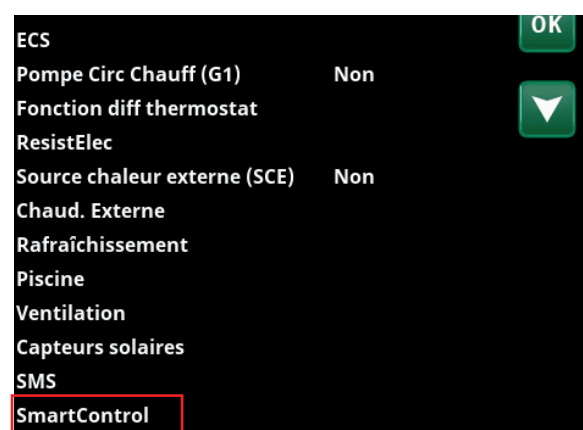 OK
ECS
Pompe Circ Chauff (G1) Non
Fonction diff thermostat
ResistElec
Source chaleur externe (SCE) Non
Chaud. Externe
Rafraîchissement
Piscine
Ventilation
Capteurs solaires
SMS
SmartControl